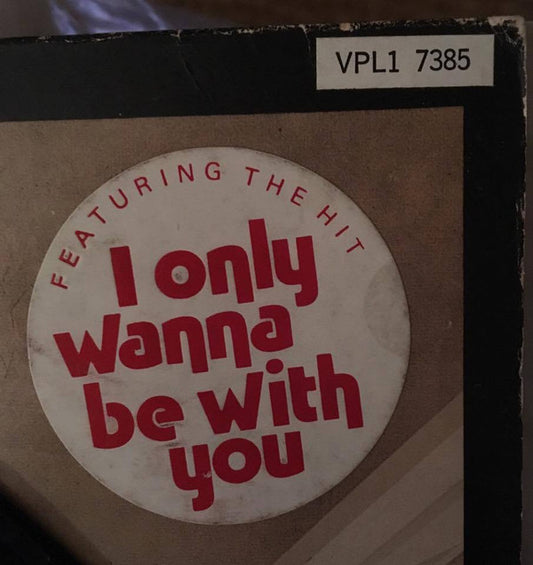 VPL1 7385
FEATURING THE HIT
I only
wanna
be with
you